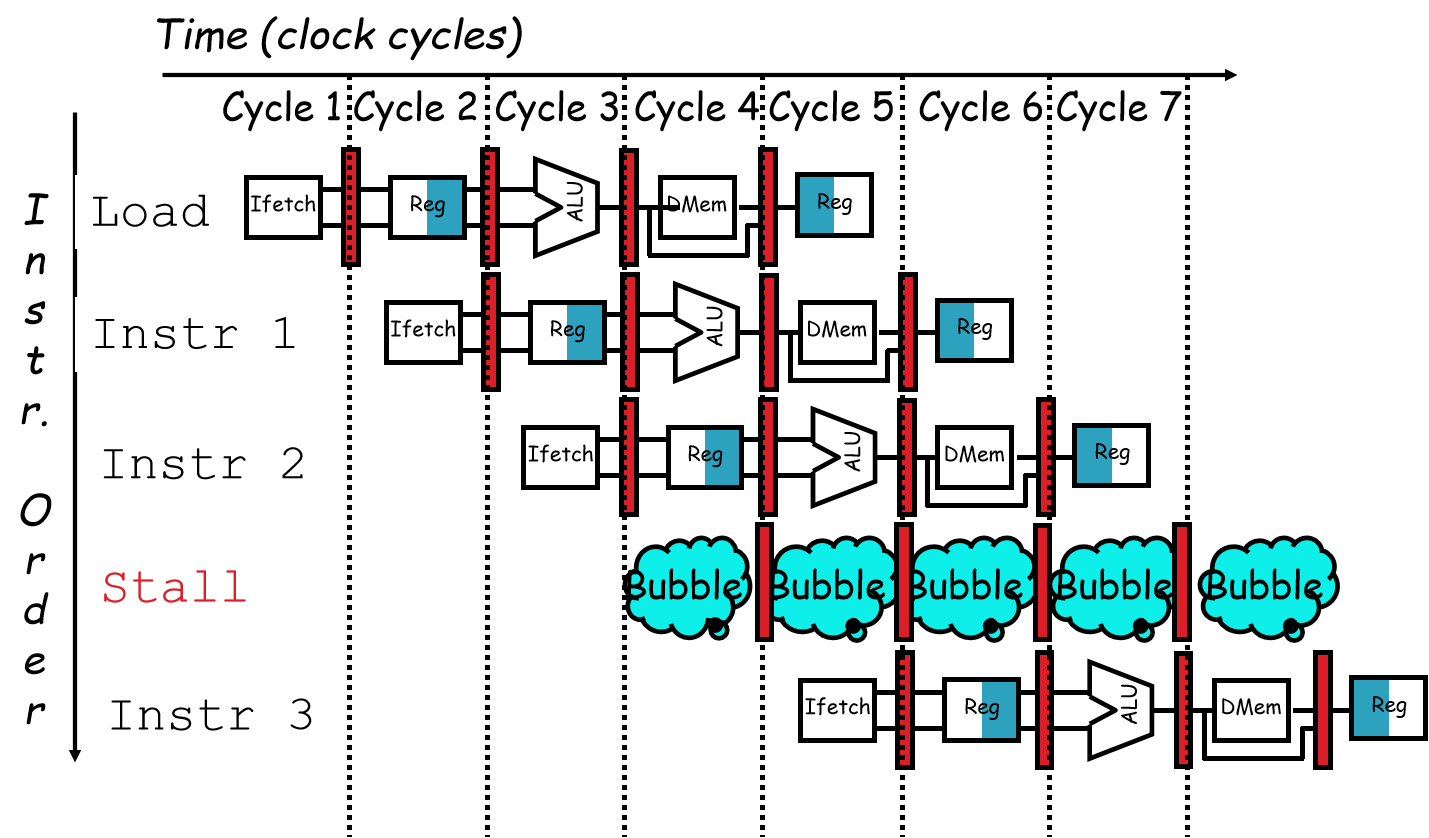 Time (clock cycles)
Cycle 1 Cycle 2 Cycle 3 Cycle 4 Cycle 5 Cycle 6 Cycle 7
Instr. Order
Load Ifetch Reg ALU DMem Reg
Instr 1 Ifetch Reg ALU DMem Reg
Instr 2 Ifetch Reg ALU DMem Reg
Stall Bubble Bubble Bubble Bubble Bubble
Instr 3 Ifetch Reg ALU DMem Reg